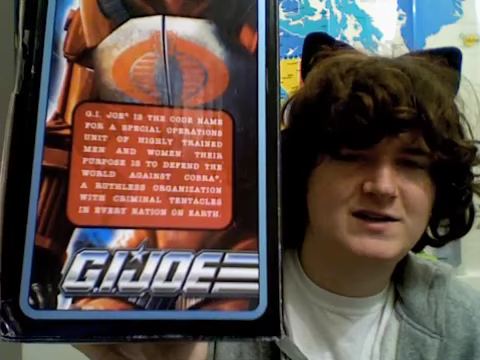 G.I. JOE® IS THE CODE NAME
FOR A SPECIAL OPERATIONS
UNIT OF HIGHLY TRAINED
MEN AND WOMEN THEIR
PURPOSE IS TO DEFEND THE
WORLD AGAINST COBRA®,
A RUTHLESS ORGANIZATION
WITH CRIMINAL TENTACLES
IN EVERY NATION ON EARTH.
G.I.JOE